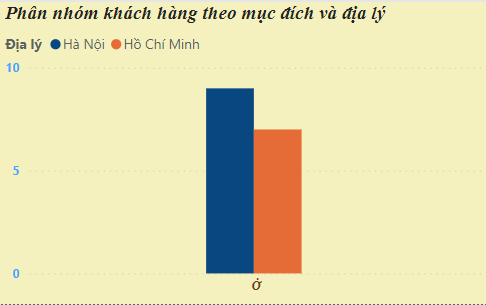 Phân nhóm khách hàng theo mục đích và địa lý
Địa lý Hà Nội Hồ Chí Minh
10
5
0
Ở